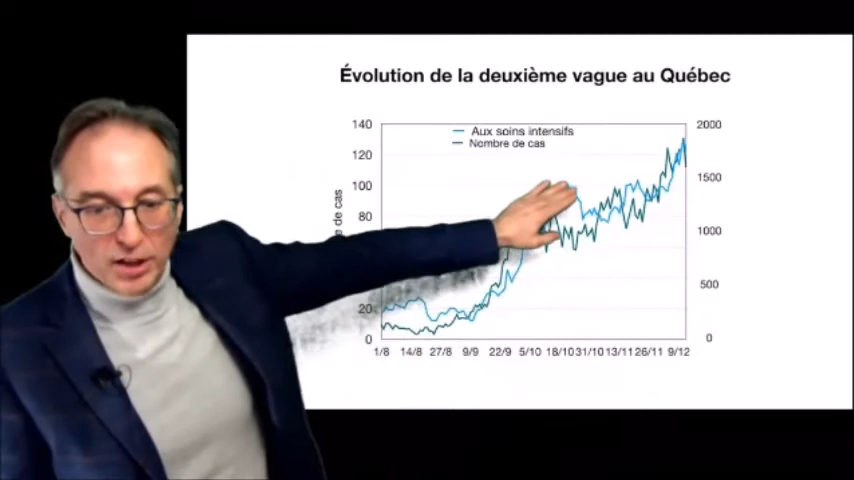 Évolution de la deuxième vague au Québec
140
120
100
80
20
0
e de cas
Aux soins intensifs
Nombre de cas
2000
1500
1000
500
0
1/8 14/8 27/8 9/9 22/9 5/10 18/10 31/10 13/11 26/11 9/12